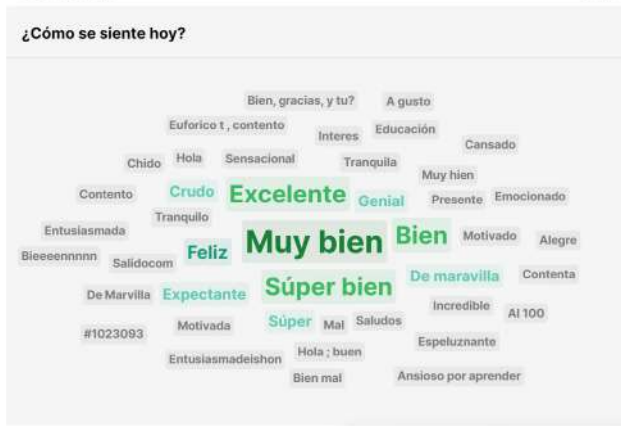 ¿Cómo se siente hoy?
Bien, gracias, y tu?
A gusto
Euforico t , contento
Interes
Educación
Cansado
Chido
Hola
Sensacional
Tranquila
Muy hien
Contento
Crudo
Excelente
Genial
Presente
Emocionado
Tranquilo
Entusiasmada
Feliz
Muy bien
Bien
Motivado
Alegre
Bieeeennnnn
Salidocom
De maravilla
Contenta
De Marvilla
Expectante
Súper bien
Incredible
Al 100
#1023093
Motivada
Súper
Mal
Saludos
Espeluznante
Entusiasmadeishon
Hola ; buen
Bien mal
Ansioso por aprender